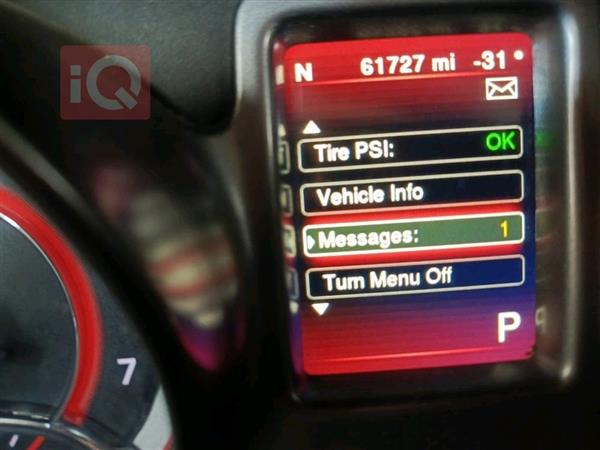 iQ
N 61727 mi -31°
Tire PSI: OK
Vehicle Info
Messages: 1
Turn Menu Off
P
7